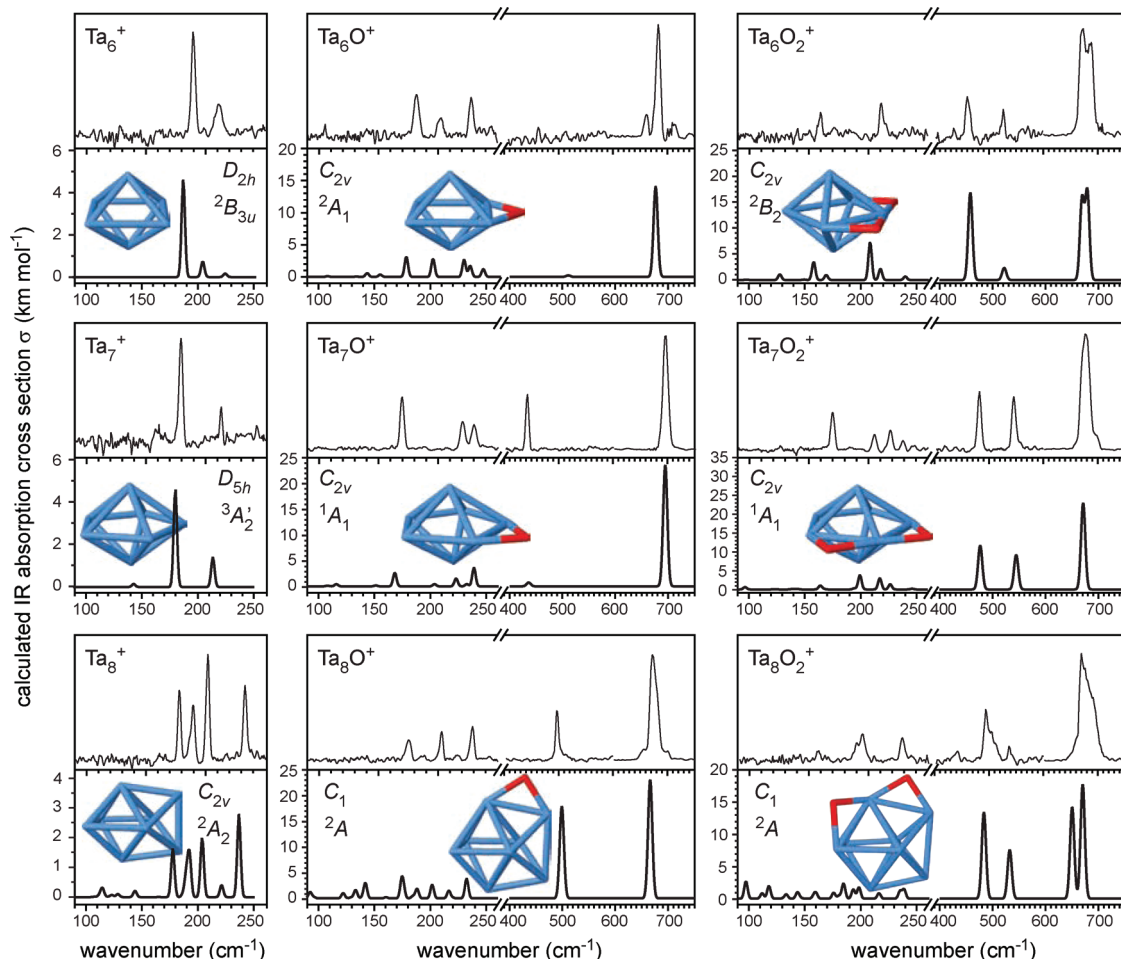 calculated IR absorption cross section σ (km mol⁻¹)
Ta₆⁺
6
4
2
0
D₂ₕ
²B₃ᵤ
100 150 200 250
Ta₆O⁺
20
15
10
5
0
C₂ᵥ
²A₁
100 150 200 250 400 500 600 700
Ta₆O₂⁺
25
20
15
10
5
0
C₂ᵥ
²B₂
100 150 200 400 500 600 700
Ta₇⁺
6
4
2
0
D₅ₕ
³A₂'
100 150 200 250
Ta₇O⁺
25
20
15
10
5
0
C₂ᵥ
¹A₁
100 150 200 250 400 500 600 700
Ta₇O₂⁺
35
30
25
20
15
10
5
0
C₂ᵥ
¹A₁
100 150 200 400 500 600 700
Ta₈⁺
4
3
2
1
0
C₂ᵥ
²A₂
100 150 200 250
wavenumber (cm⁻¹)
Ta₈O⁺
25
20
15
10
5
0
C₁
²A
100 150 200 250 400 500 600 700
wavenumber (cm⁻¹)
Ta₈O₂⁺
20
15
10
5
0
C₁
²A
100 150 200 400 500 600 700
wavenumber (cm⁻¹)